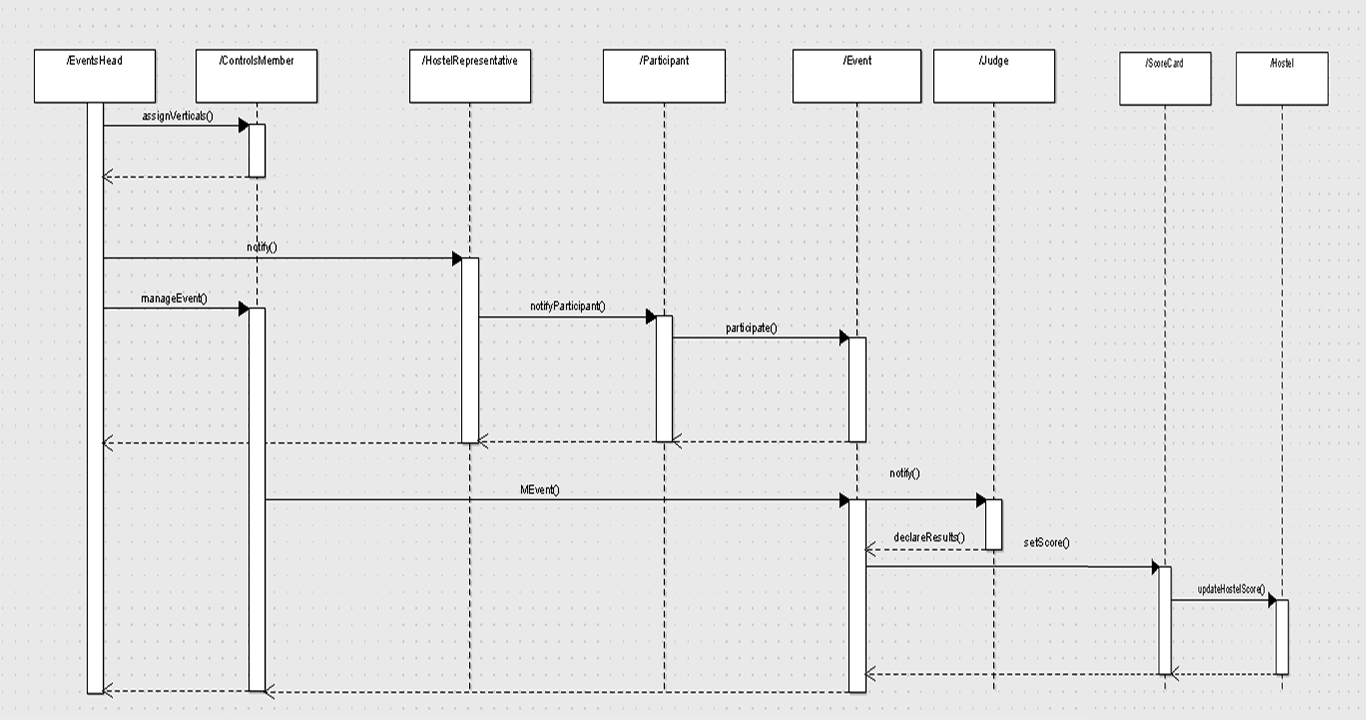 /EventsHead
/ControlsMember
/HostelRepresentative
/Participant
/Event
/Judge
/ScoreCard
/Hostel
assignVerticals()
notify()
manageEvent()
notifyParticipant()
participate()
notify()
MEvent()
declareResults()
setScore()
updateHostelScore()